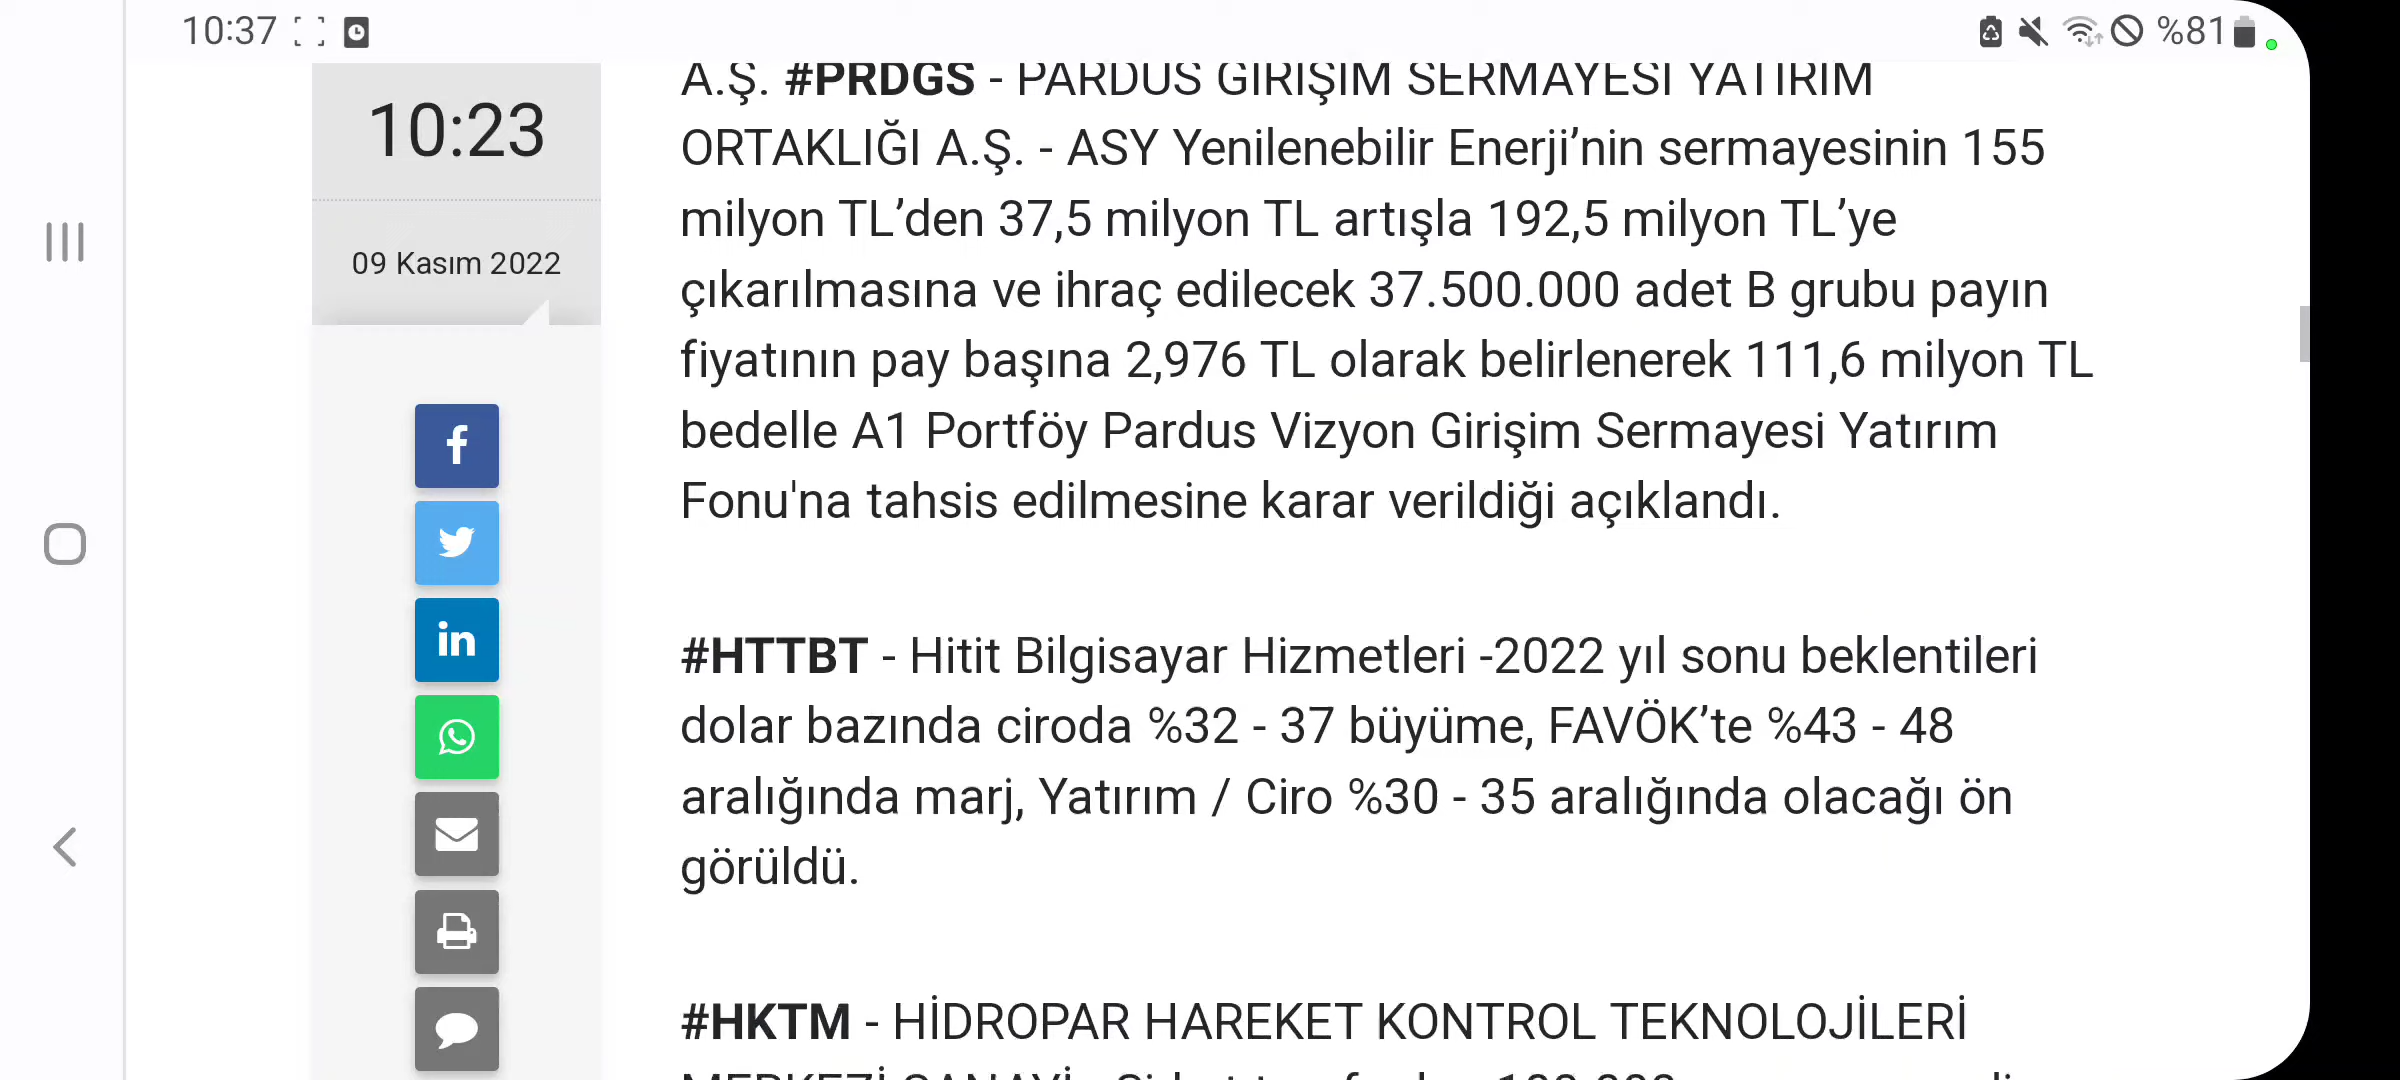 10:37
%81
10:23
09 Kasım 2022
A.Ş. #PRDGS - PARDUS GİRİŞİM SERMAYESİ YATIRIM
ORTAKLIĞI A.Ş. - ASY Yenilenebilir Enerji’nin sermayesinin 155
milyon TL’den 37,5 milyon TL artışla 192,5 milyon TL’ye
çıkarılmasına ve ihraç edilecek 37.500.000 adet B grubu payın
fiyatının pay başına 2,976 TL olarak belirlenerek 111,6 milyon TL
bedelle A1 Portföy Pardus Vizyon Girişim Sermayesi Yatırım
Fonu'na tahsis edilmesine karar verildiği açıklandı.
#HTTBT - Hitit Bilgisayar Hizmetleri -2022 yıl sonu beklentileri
dolar bazında ciroda %32 - 37 büyüme, FAVÖK’te %43 - 48
aralığında marj, Yatırım / Ciro %30 - 35 aralığında olacağı ön
görüldü.
#HKTM - HİDROPAR HAREKET KONTROL TEKNOLOJİLERİ